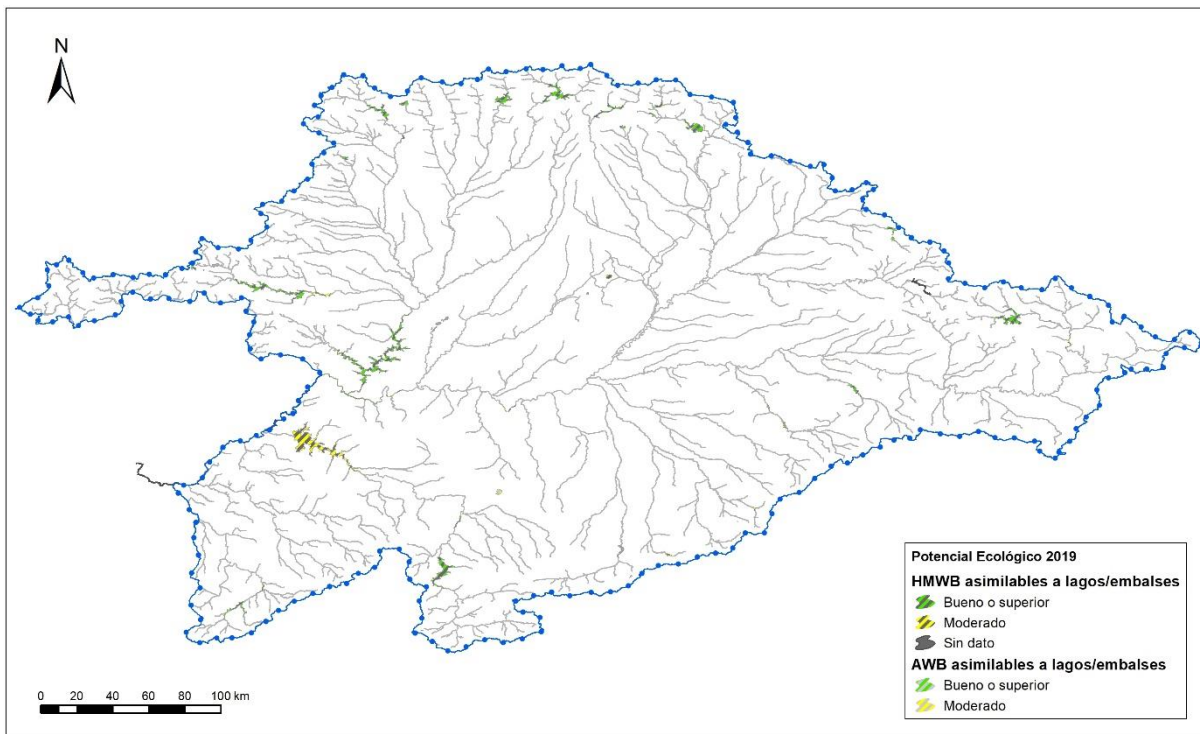 N
0 20 40 60 80 100 km
Potencial Ecológico 2019
HMWB asimilables a lagos/embalses
Bueno o superior
Moderado
Sin dato
AWB asimilables a lagos/embalses
Bueno o superior
Moderado